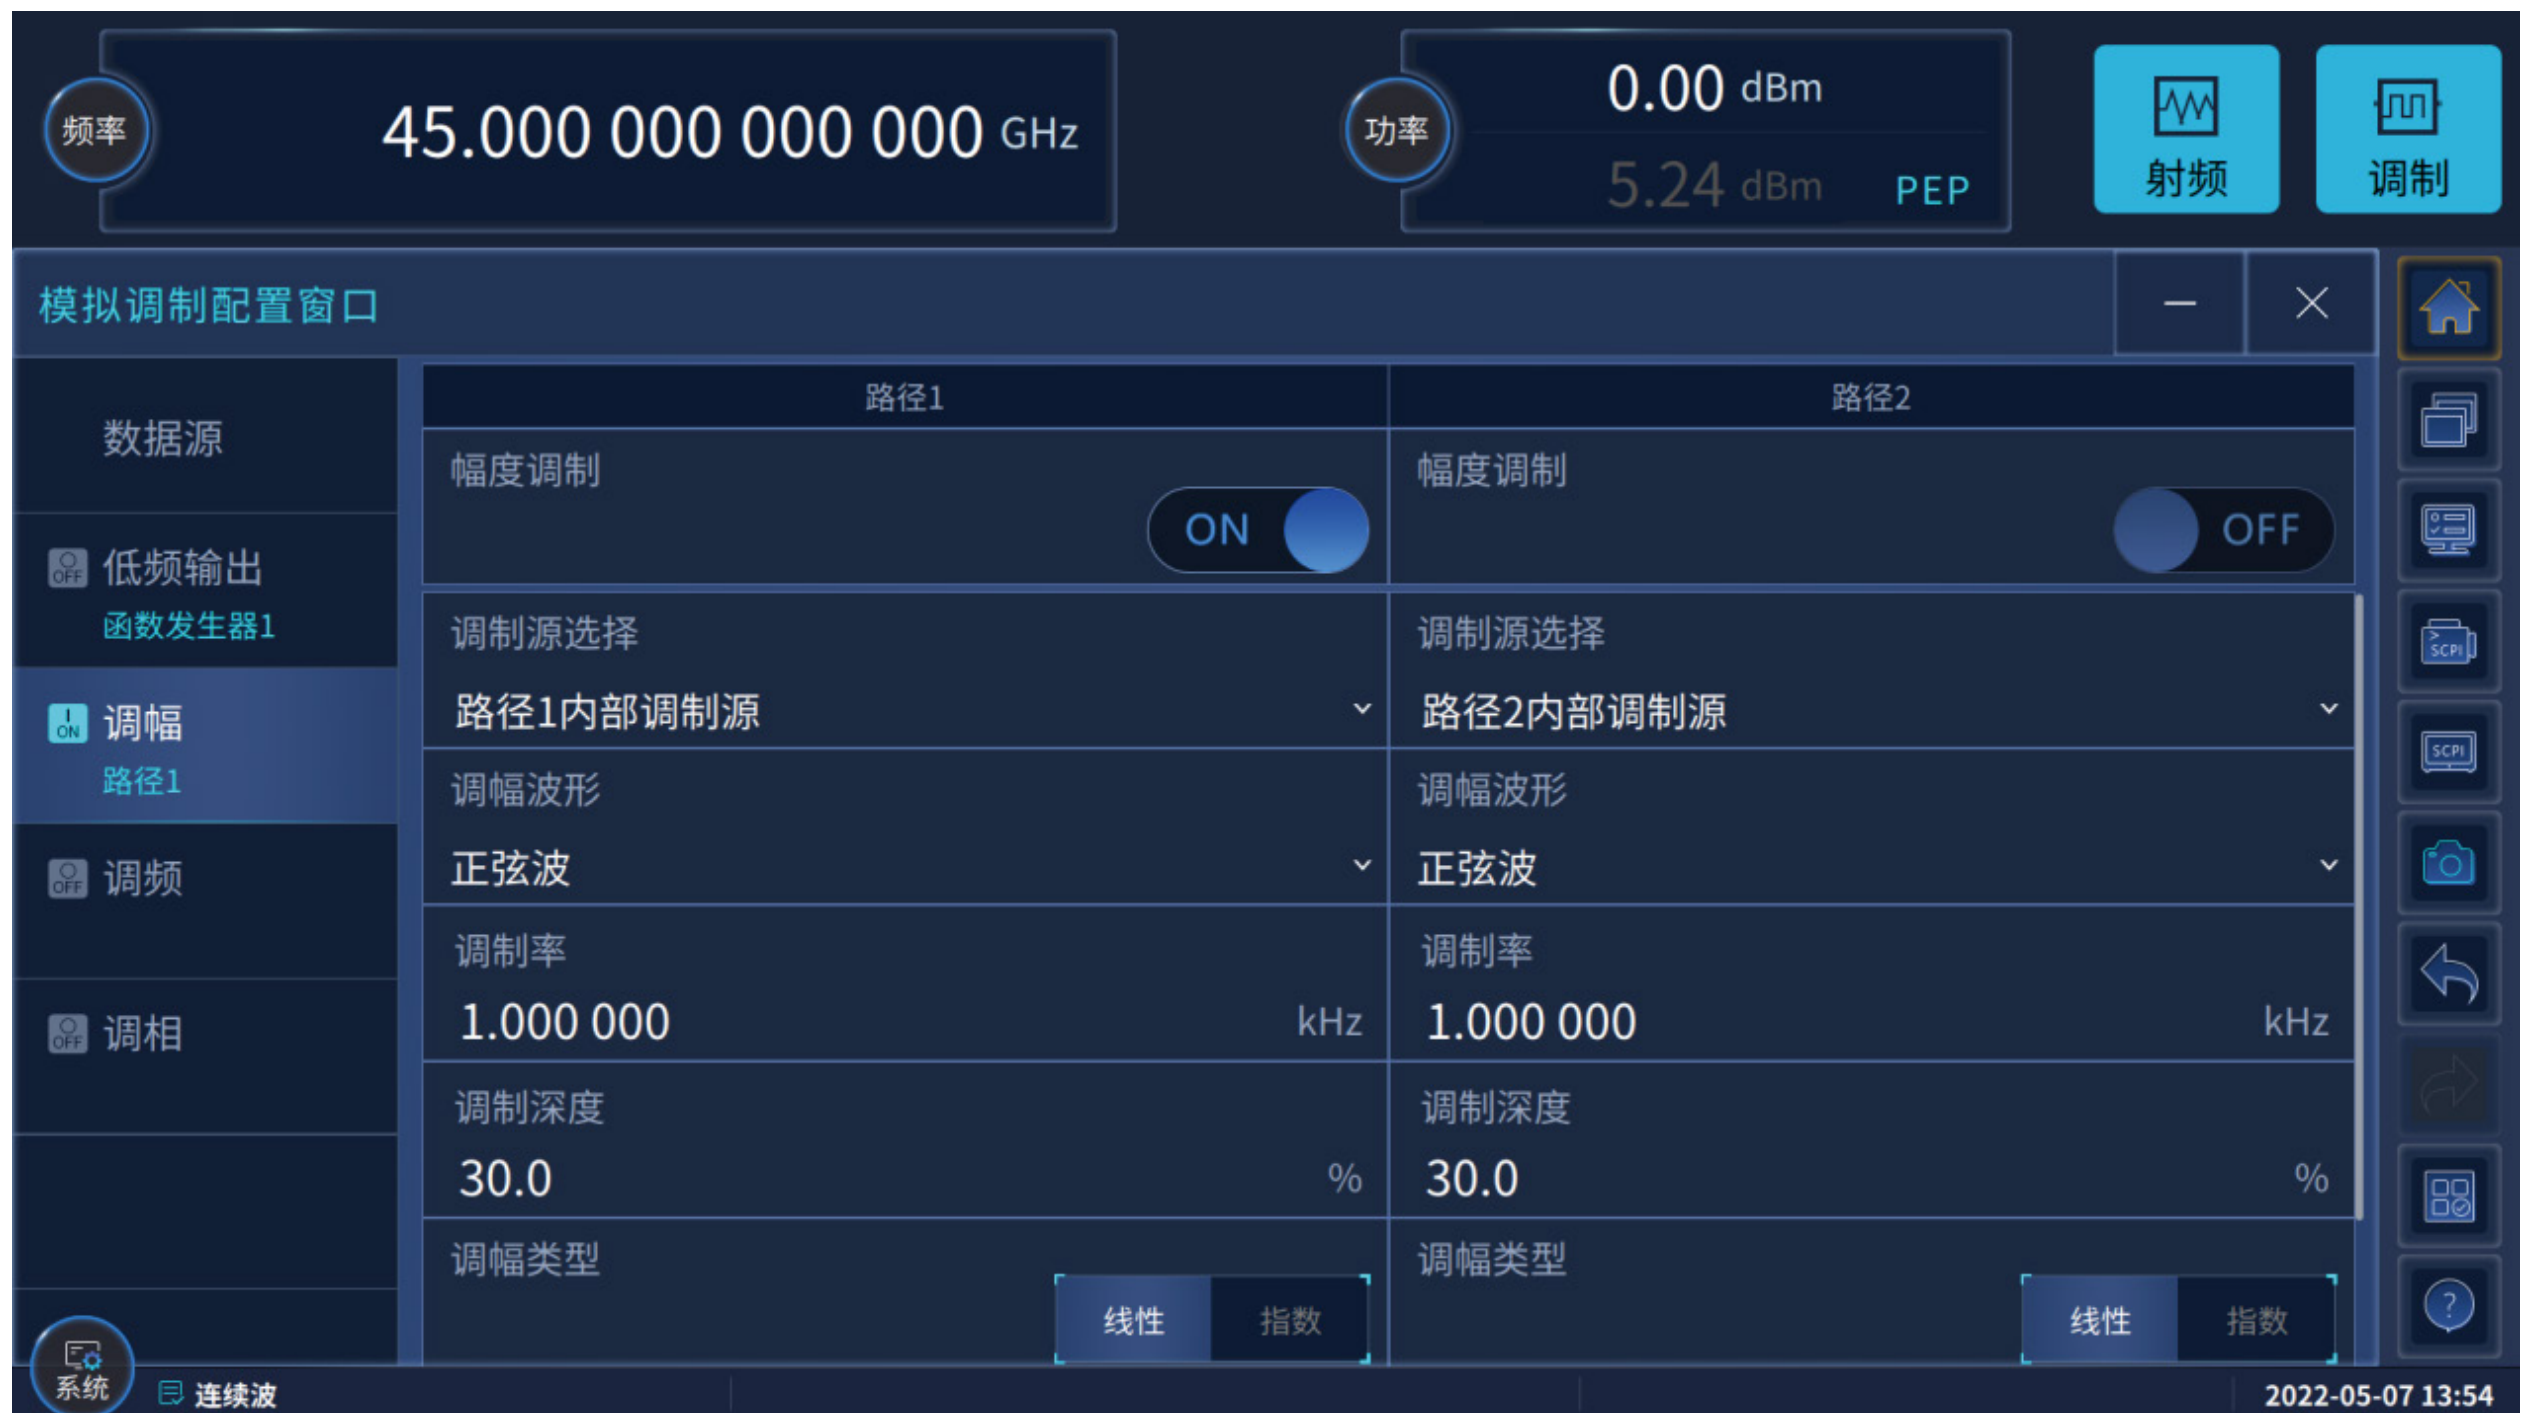 频率
45.000 000 000 000 GHz
功率
0.00 dBm
5.24 dBm PEP
射频
调制
模拟调制配置窗口
数据源
OFF 低频输出
函数发生器1
ON 调幅
路径1
OFF 调频
OFF 调相
路径1 路径2
幅度调制 幅度调制
ON OFF
调制源选择 调制源选择
路径1内部调制源 路径2内部调制源
调幅波形 调幅波形
正弦波 正弦波
调制率 调制率
1.000 000 kHz 1.000 000 kHz
调制深度 调制深度
30.0 % 30.0 %
调幅类型 调幅类型
线性 指数 线性 指数
>_SCPI
SCPI
?
系统
连续波
2022-05-07 13:54